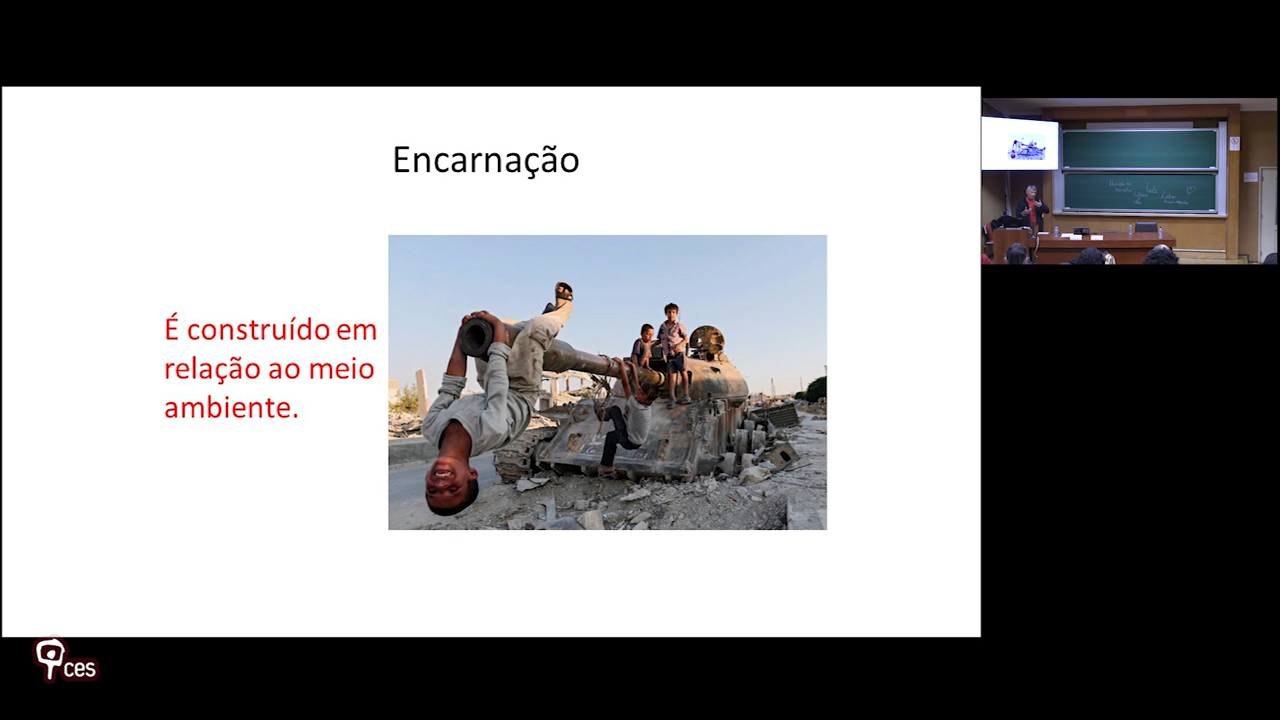 Encarnação
É construído em
relação ao meio
ambiente.
ces